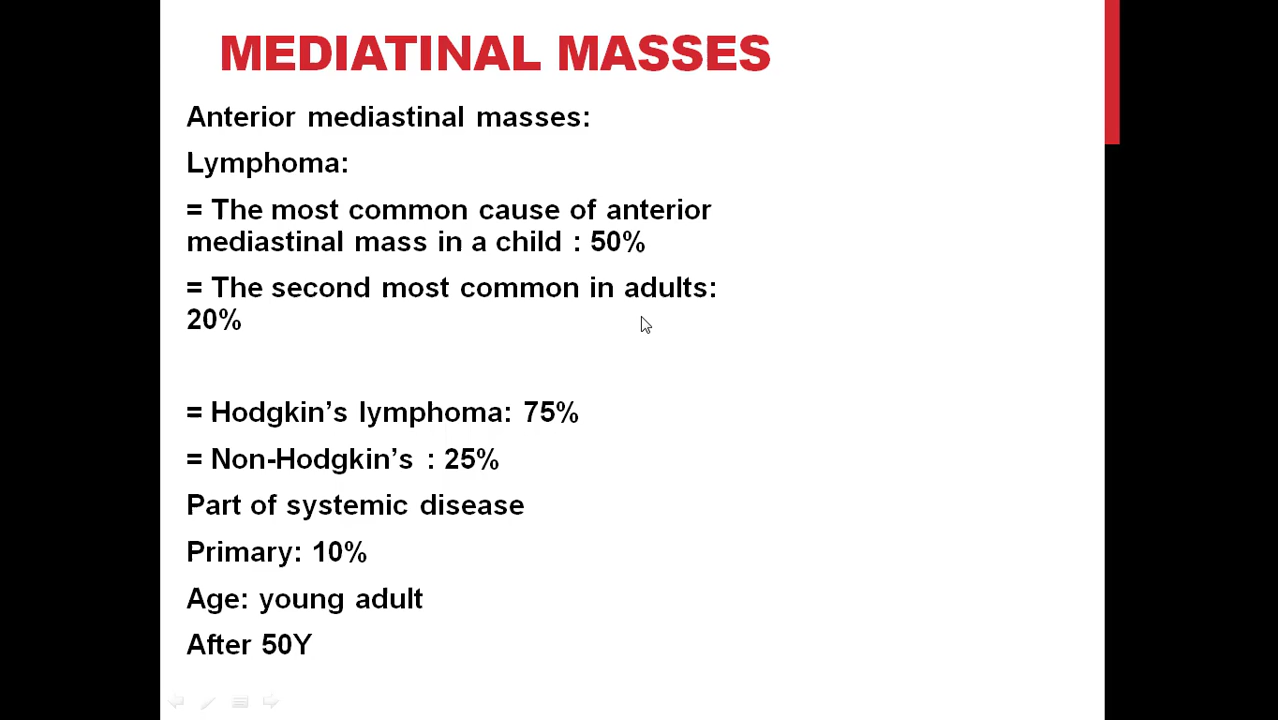 MEDIATINAL MASSES
Anterior mediastinal masses:
Lymphoma:
= The most common cause of anterior
mediastinal mass in a child : 50%
= The second most common in adults:
20%
= Hodgkin’s lymphoma: 75%
= Non-Hodgkin’s : 25%
Part of systemic disease
Primary: 10%
Age: young adult
After 50Y